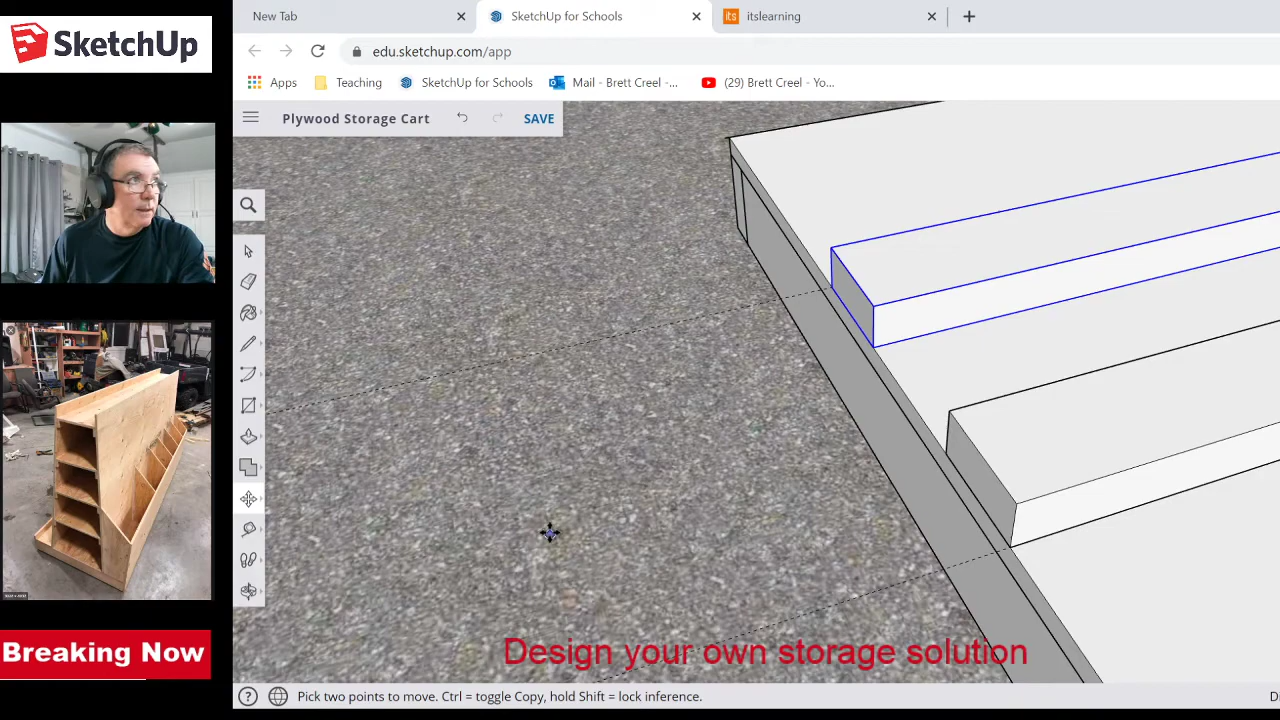 SketchUp
New Tab
SketchUp for Schools
its
itslearning
edu.sketchup.com/app
Apps
Teaching
SketchUp for Schools
Mail - Brett Creel -...
(29) Brett Creel - Yo...
Plywood Storage Cart
SAVE
Breaking Now
Design your own storage solution
Pick two points to move. Ctrl = toggle Copy, hold Shift = lock inference.